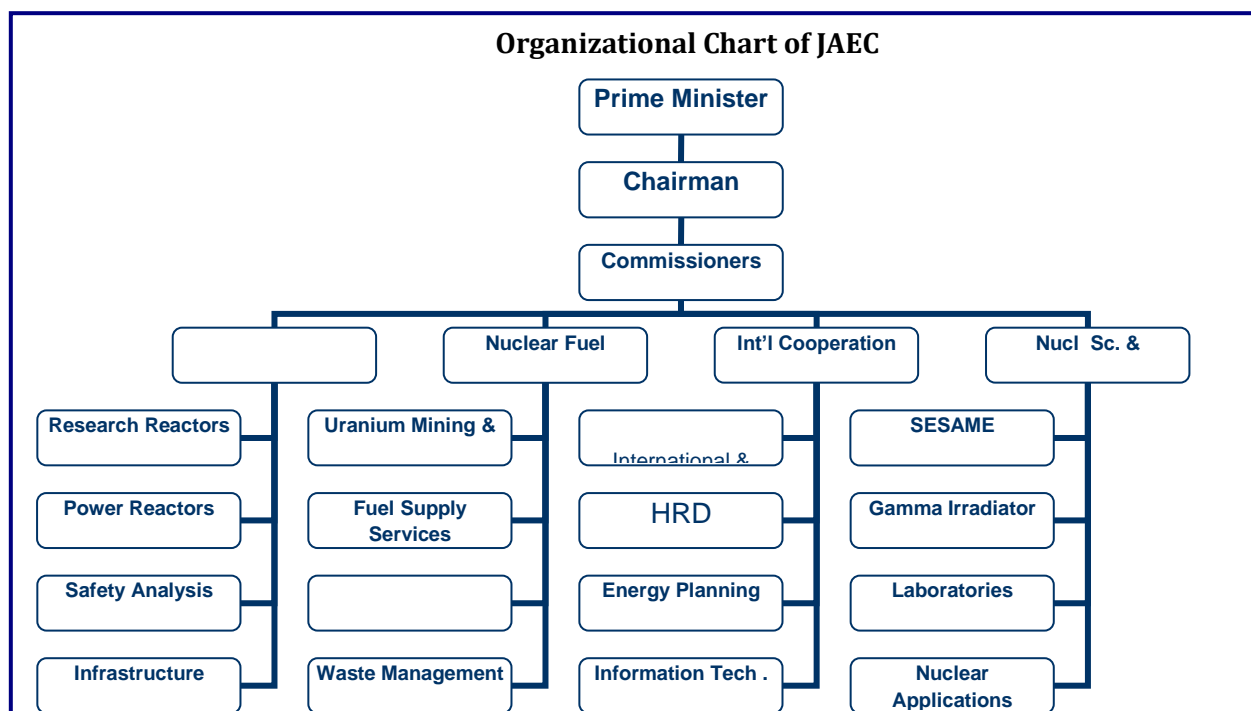 Organizational Chart of JAEC
Prime Minister
Chairman
Commissioners
Nuclear Fuel
Int'l Cooperation
Nucl Sc. &
Research Reactors
Uranium Mining &
International &
SESAME
Power Reactors
Fuel Supply
Services
HRD
Gamma Irradiator
Safety Analysis
Energy Planning
Laboratories
Infrastructure
Waste Management
Information Tech .
Nuclear
Applications